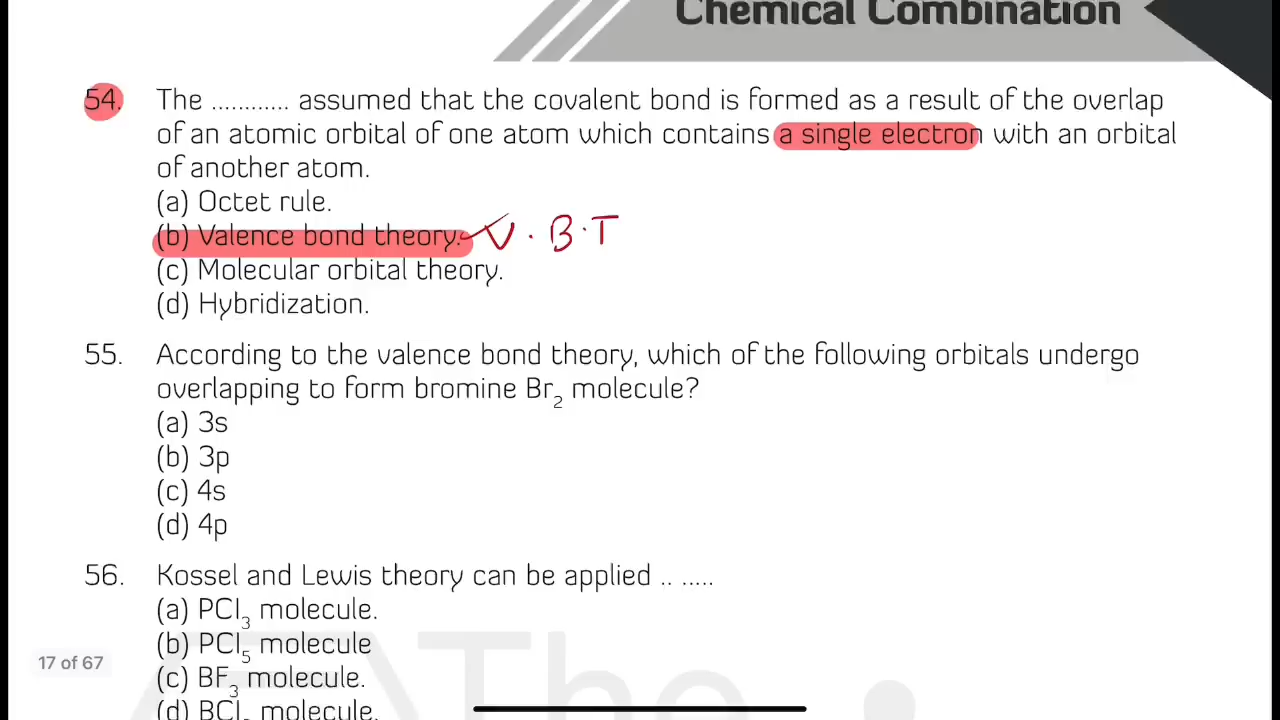 Chemical Combination
54. The ............ assumed that the covalent bond is formed as a result of the overlap
of an atomic orbital of one atom which contains a single electron with an orbital
of another atom.
(a) Octet rule.
(b) Valence bond theory. V . B . T
(c) Molecular orbital theory.
(d) Hybridization.
55. According to the valence bond theory, which of the following orbitals undergo
overlapping to form bromine Br₂ molecule?
(a) 3s
(b) 3p
(c) 4s
(d) 4p
56. Kossel and Lewis theory can be applied .. .....
(a) PCl₃ molecule.
(b) PCl₅ molecule
17 of 67
(c) BF₃ molecule.
(d) BCl molecule.
The